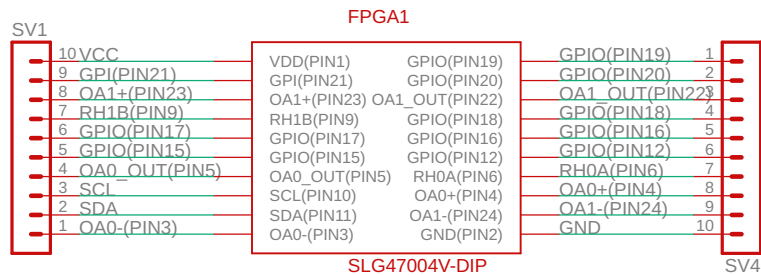 FPGA1
SV1
10 VCC VDD(PIN1) GPIO(PIN19) GPIO(PIN19) 1
9 GPI(PIN21) GPI(PIN21) GPIO(PIN20) GPIO(PIN20) 2
8 OA1+(PIN23) OA1+(PIN23) OA1_OUT(PIN22) OA1_OUT(PIN22) 3
7 RH1B(PIN9) RH1B(PIN9) GPIO(PIN18) GPIO(PIN18) 4
6 GPIO(PIN17) GPIO(PIN17) GPIO(PIN16) GPIO(PIN16) 5
5 GPIO(PIN15) GPIO(PIN15) GPIO(PIN12) GPIO(PIN12) 6
4 OA0_OUT(PIN5) OA0_OUT(PIN5) RH0A(PIN6) RH0A(PIN6) 7
3 SCL SCL(PIN10) OA0+(PIN4) OA0+(PIN4) 8
2 SDA SDA(PIN11) OA1-(PIN24) OA1-(PIN24) 9
1 OA0-(PIN3) OA0-(PIN3) GND(PIN2) GND 10
SLG47004V-DIP
SV4